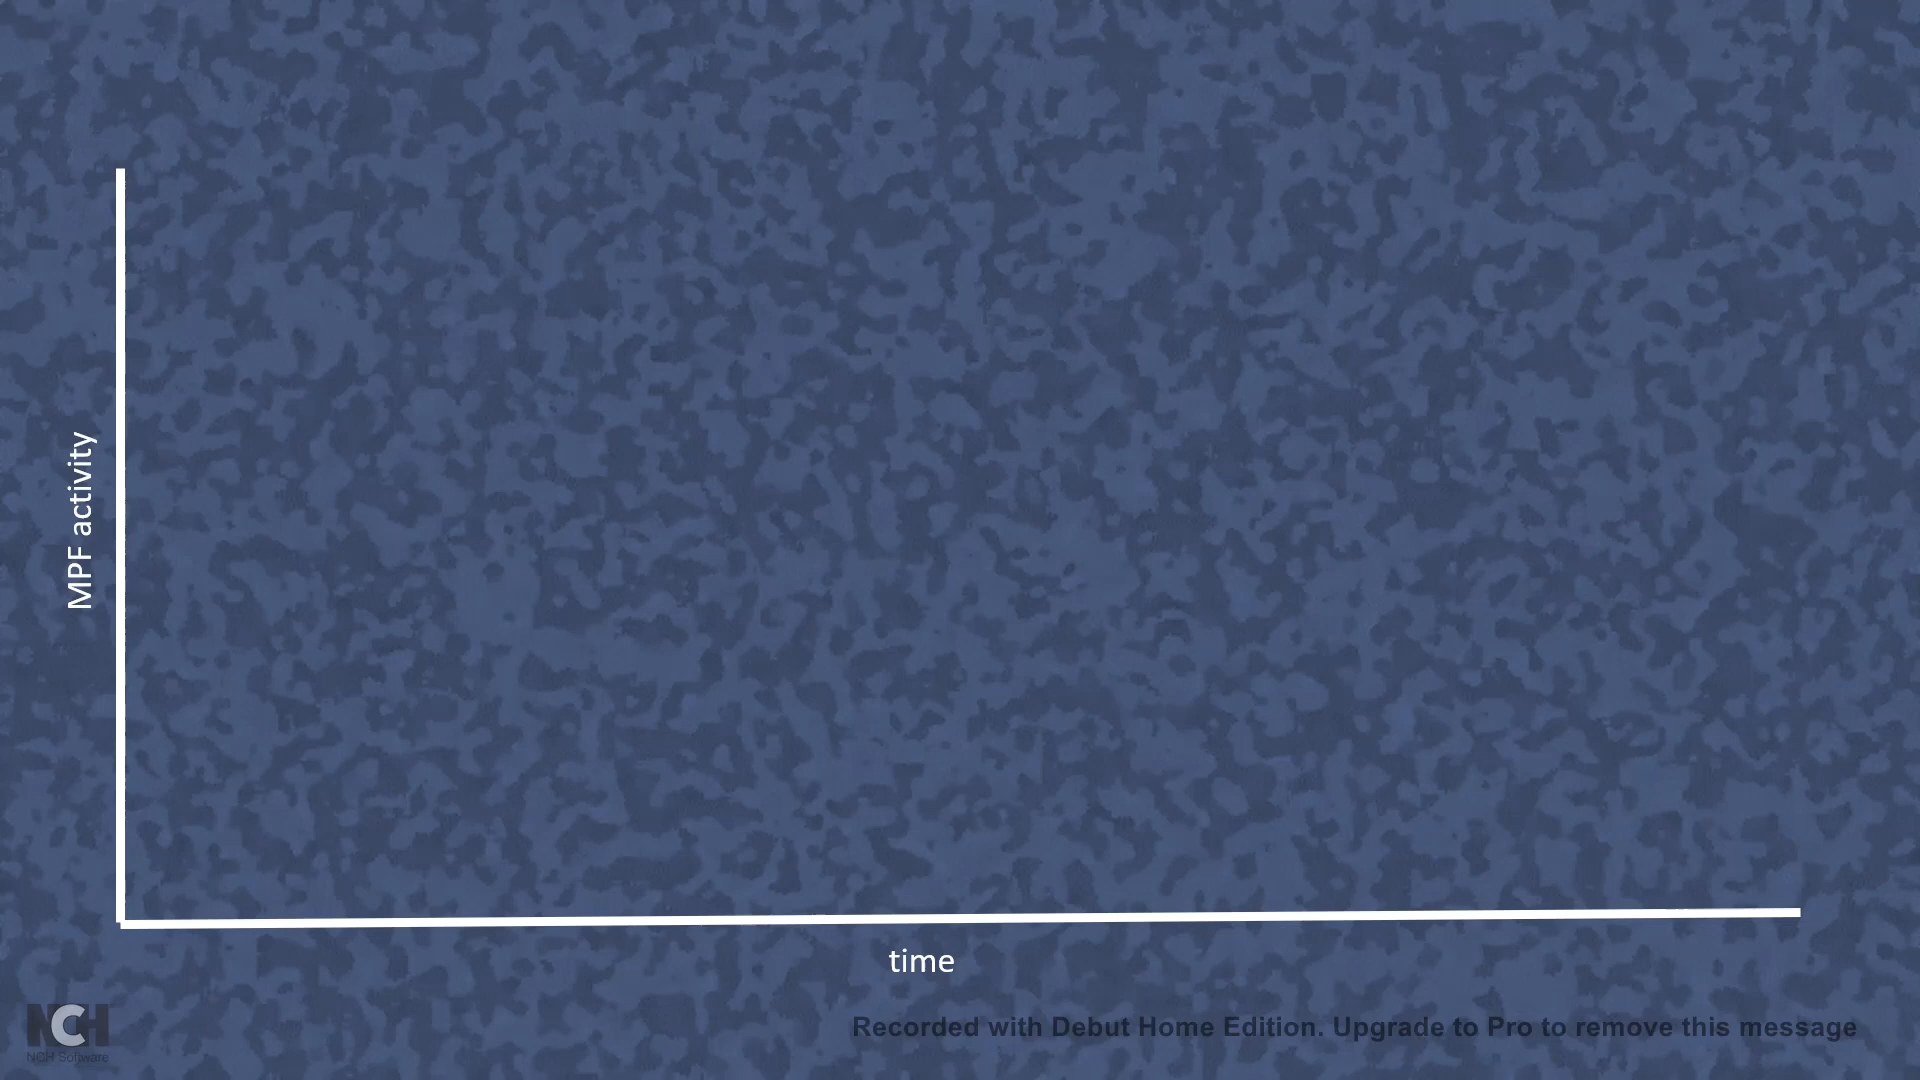 MPF activity
time
NCH
NCH Software
Recorded with Debut Home Edition. Upgrade to Pro to remove this message